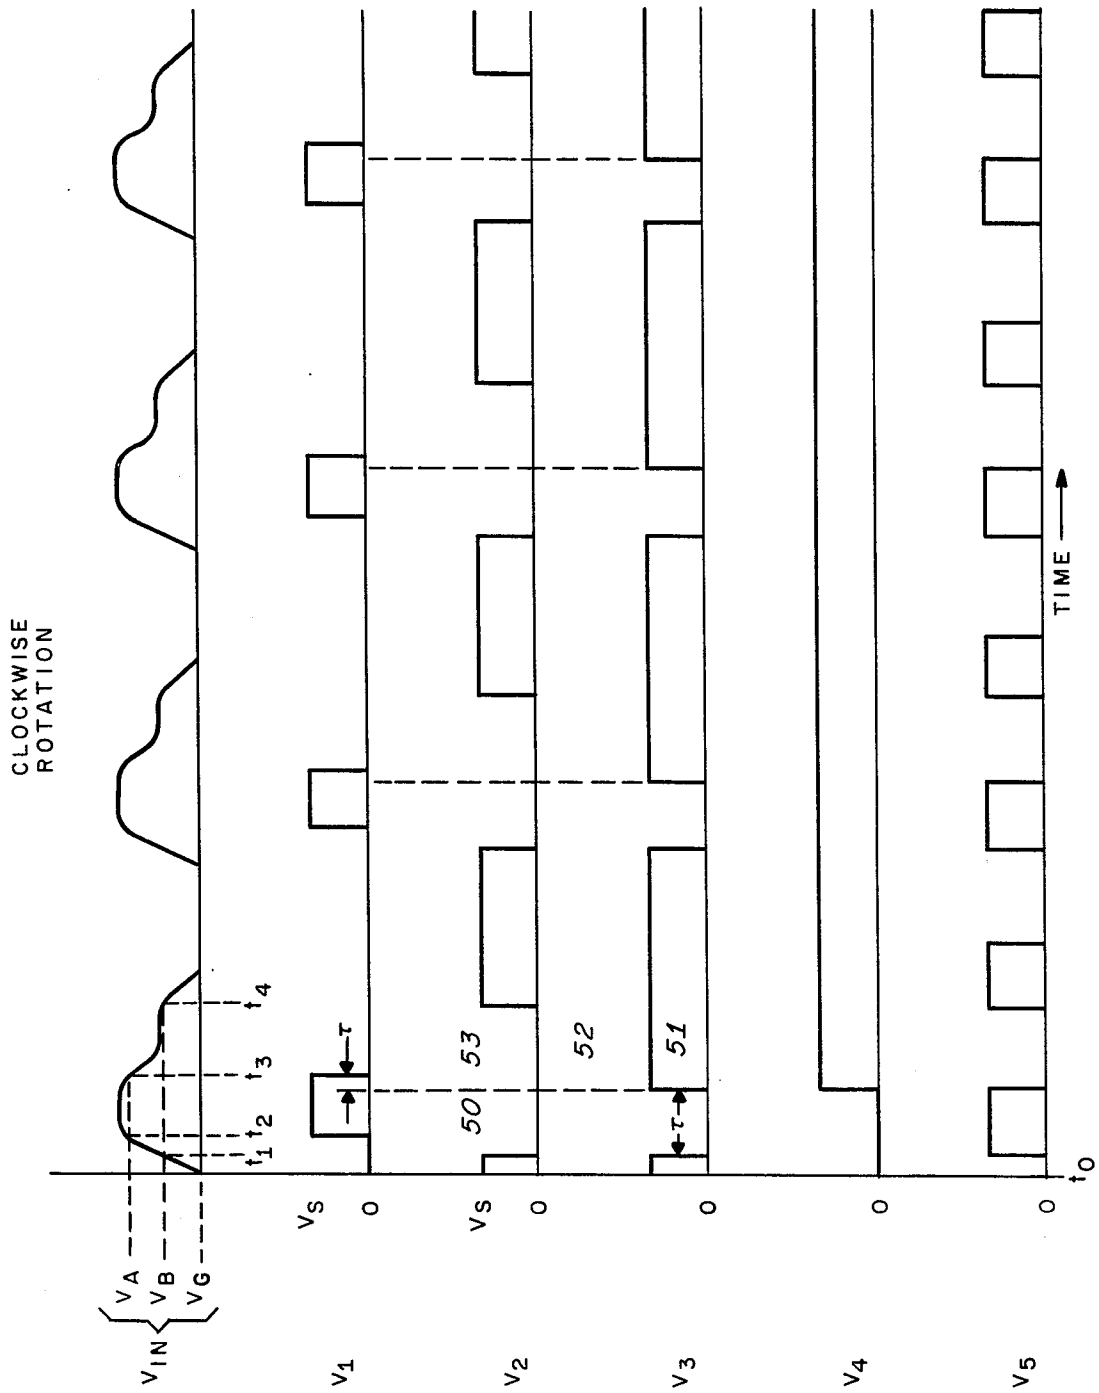 CLOCKWISE
ROTATION
VIN
VA
VB
VG
t1
t2
t3
t4
V1
VS
0
τ
V2
VS
0
50
53
52
V3
0
τ
51
V4
0
V5
0
t0
TIME